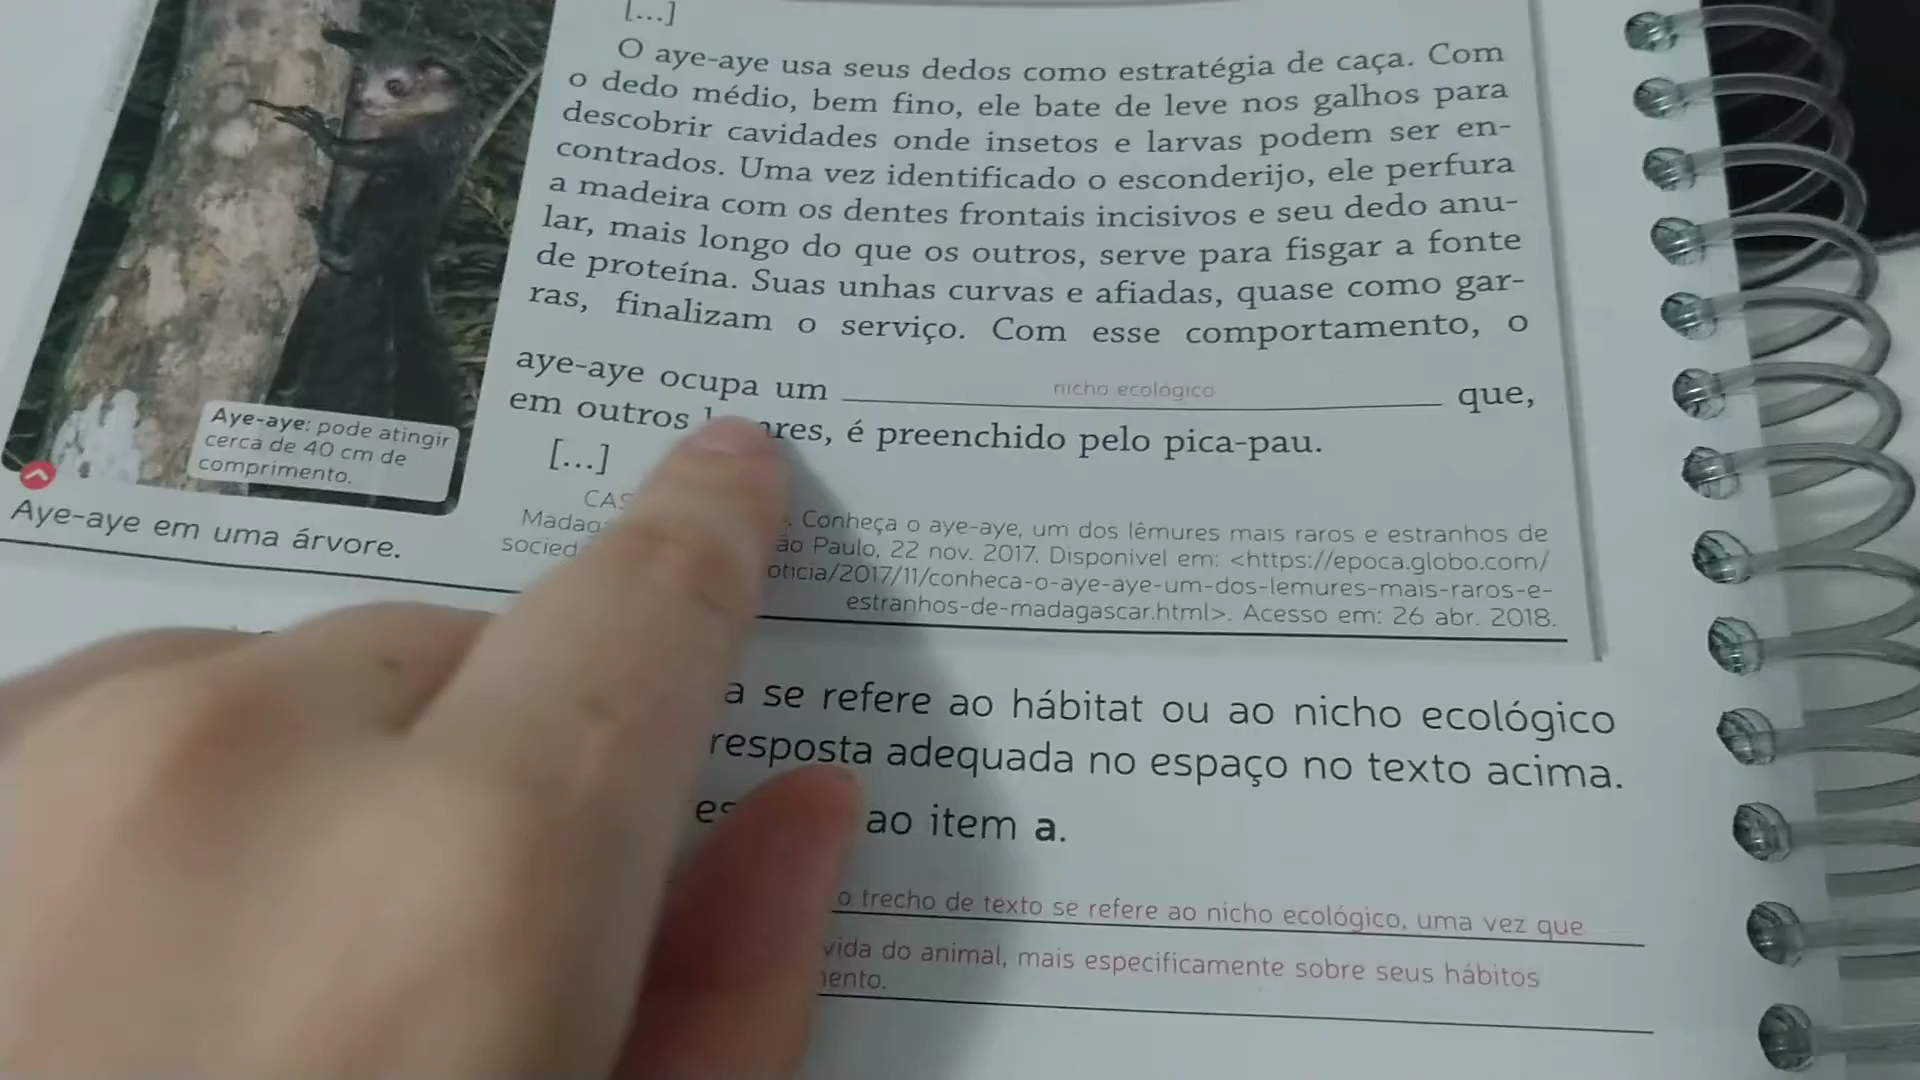 [...]
O aye-aye usa seus dedos como estratégia de caça. Com
o dedo médio, bem fino, ele bate de leve nos galhos para
descobrir cavidades onde insetos e larvas podem ser en-
contrados. Uma vez identificado o esconderijo, ele perfura
a madeira com os dentes frontais incisivos e seu dedo anu-
lar, mais longo do que os outros, serve para fisgar a fonte
de proteína. Suas unhas curvas e afiadas, quase como gar-
ras, finalizam o serviço. Com esse comportamento, o
aye-aye ocupa um nicho ecológico que,
em outros é preenchido pelo pica-pau.
[...]
Conheça o aye-aye, um dos lêmures mais raros e estranhos de
22 nov. 2017. Disponível em: <https://epoca.globo.com/
oticia/2017/11/conheca-o-aye-aye-um-dos-lemures-mais-raros-e-
estranhos-de-madagascar.html>. Acesso em: 26 abr. 2018.
Aye-aye: pode atingir
cerca de 40 cm de
comprimento.
Aye-aye em uma árvore.
a se refere ao hábitat ou ao nicho ecológico
resposta adequada no espaço no texto acima.
ao item a.
o trecho de texto se refere ao nicho ecológico, uma vez que
vida do animal, mais especificamente sobre seus hábitos